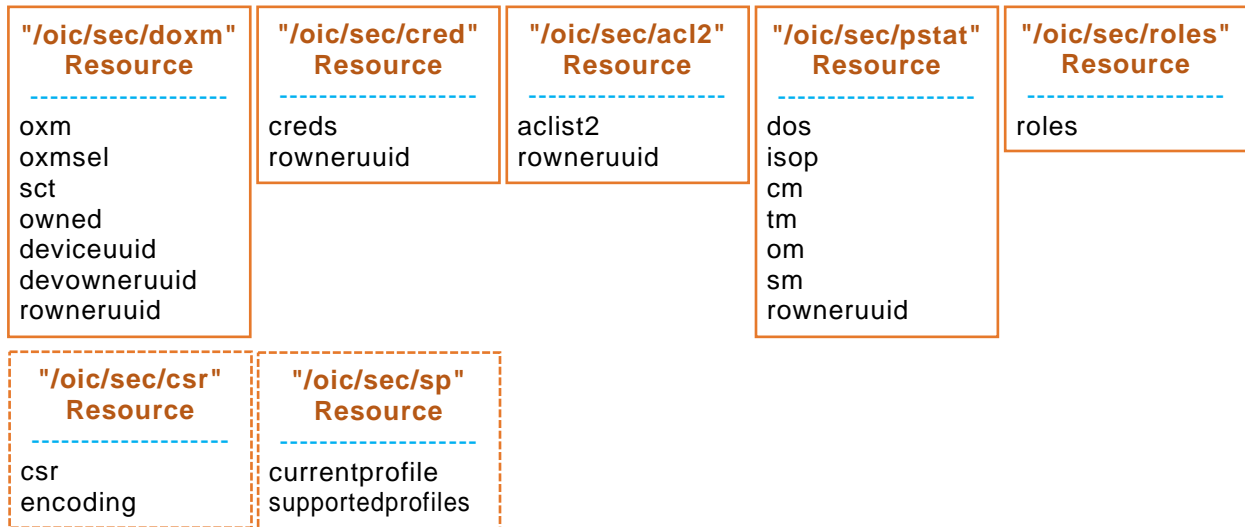 "/oic/sec/doxm"
Resource
oxm
oxmsel
sct
owned
deviceuuid
devowneruuid
rowneruuid
"/oic/sec/cred"
Resource
creds
rowneruuid
"/oic/sec/acl2"
Resource
aclist2
rowneruuid
"/oic/sec/pstat"
Resource
dos
isop
cm
tm
om
sm
rowneruuid
"/oic/sec/roles"
Resource
roles
"/oic/sec/csr"
Resource
csr
encoding
"/oic/sec/sp"
Resource
currentprofile
supportedprofiles